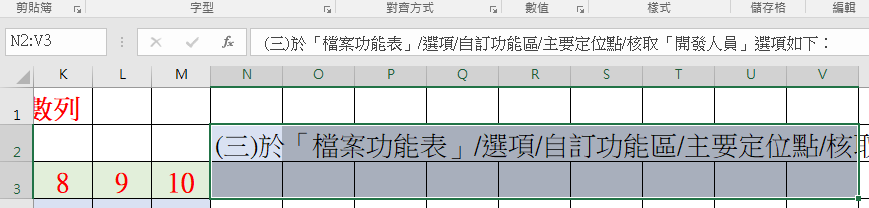 剪貼簿 字型 對齊方式 數值 樣式 儲存格 編輯
N2:V3 fx (三)於「檔案功能表」/選項/自訂功能區/主要定位點/核取「開發人員」選項如下：
K L M N O P Q R S T U V
1 數列
2 (三)於「檔案功能表」/選項/自訂功能區/主要定位點/核取
3 8 9 10